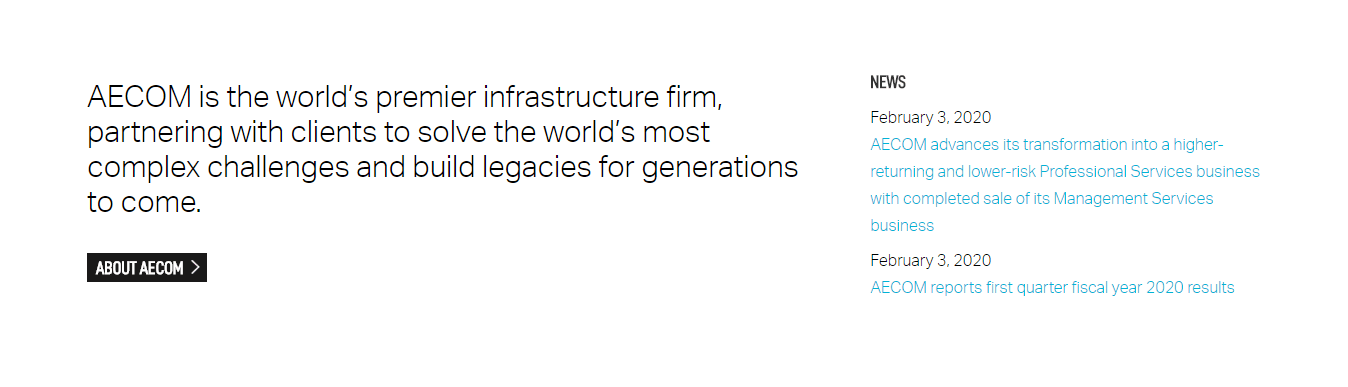 AECOM is the world’s premier infrastructure firm,
partnering with clients to solve the world’s most
complex challenges and build legacies for generations
to come.
ABOUT AECOM >
NEWS
February 3, 2020
AECOM advances its transformation into a higher-
returning and lower-risk Professional Services business
with completed sale of its Management Services
business
February 3, 2020
AECOM reports first quarter fiscal year 2020 results